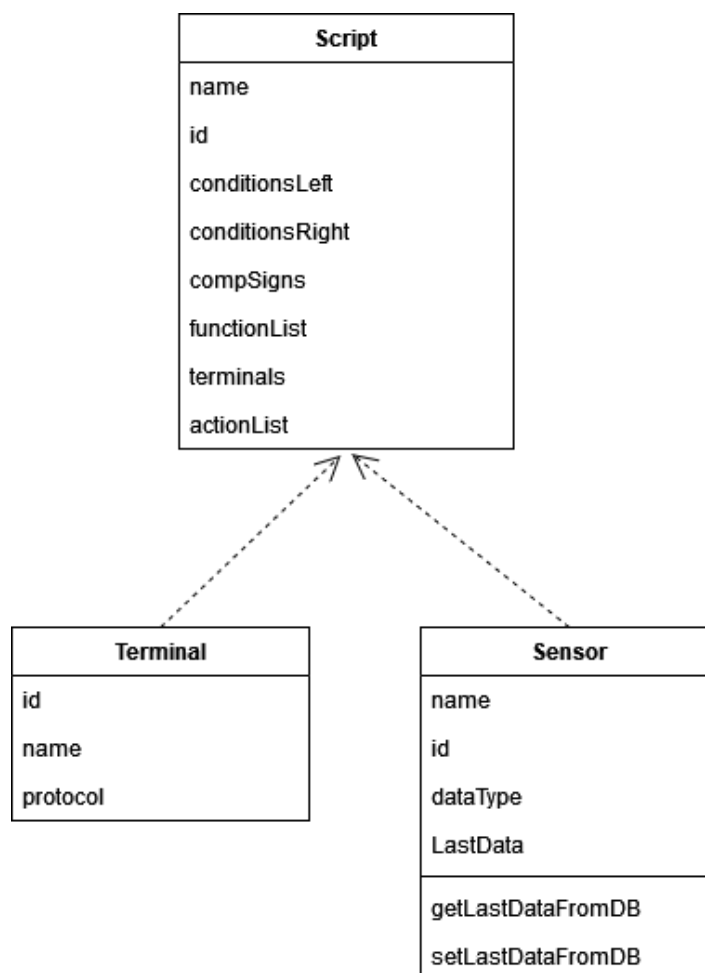 Script
name
id
conditionsLeft
conditionsRight
compSigns
functionList
terminals
actionList
Terminal
id
name
protocol
Sensor
name
id
dataType
LastData
getLastDataFromDB
setLastDataFromDB